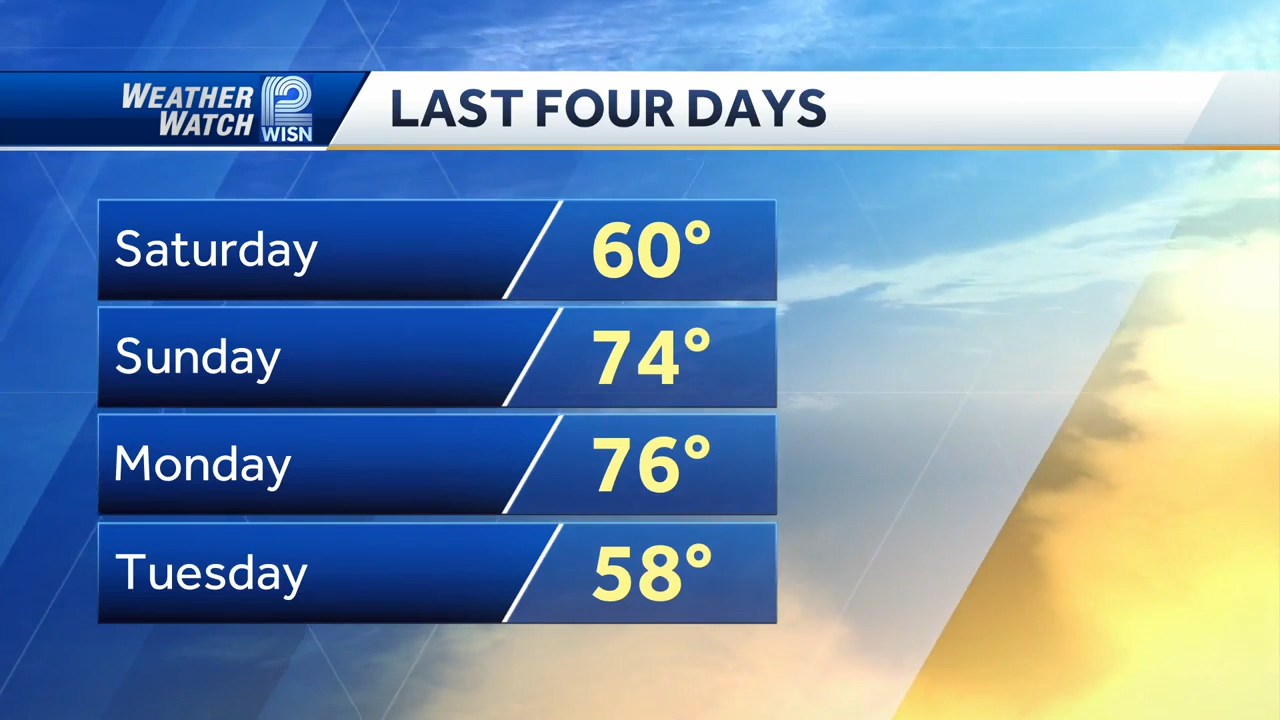 WEATHER
WATCH
12
WISN
LAST FOUR DAYS
Saturday 60°
Sunday 74°
Monday 76°
Tuesday 58°